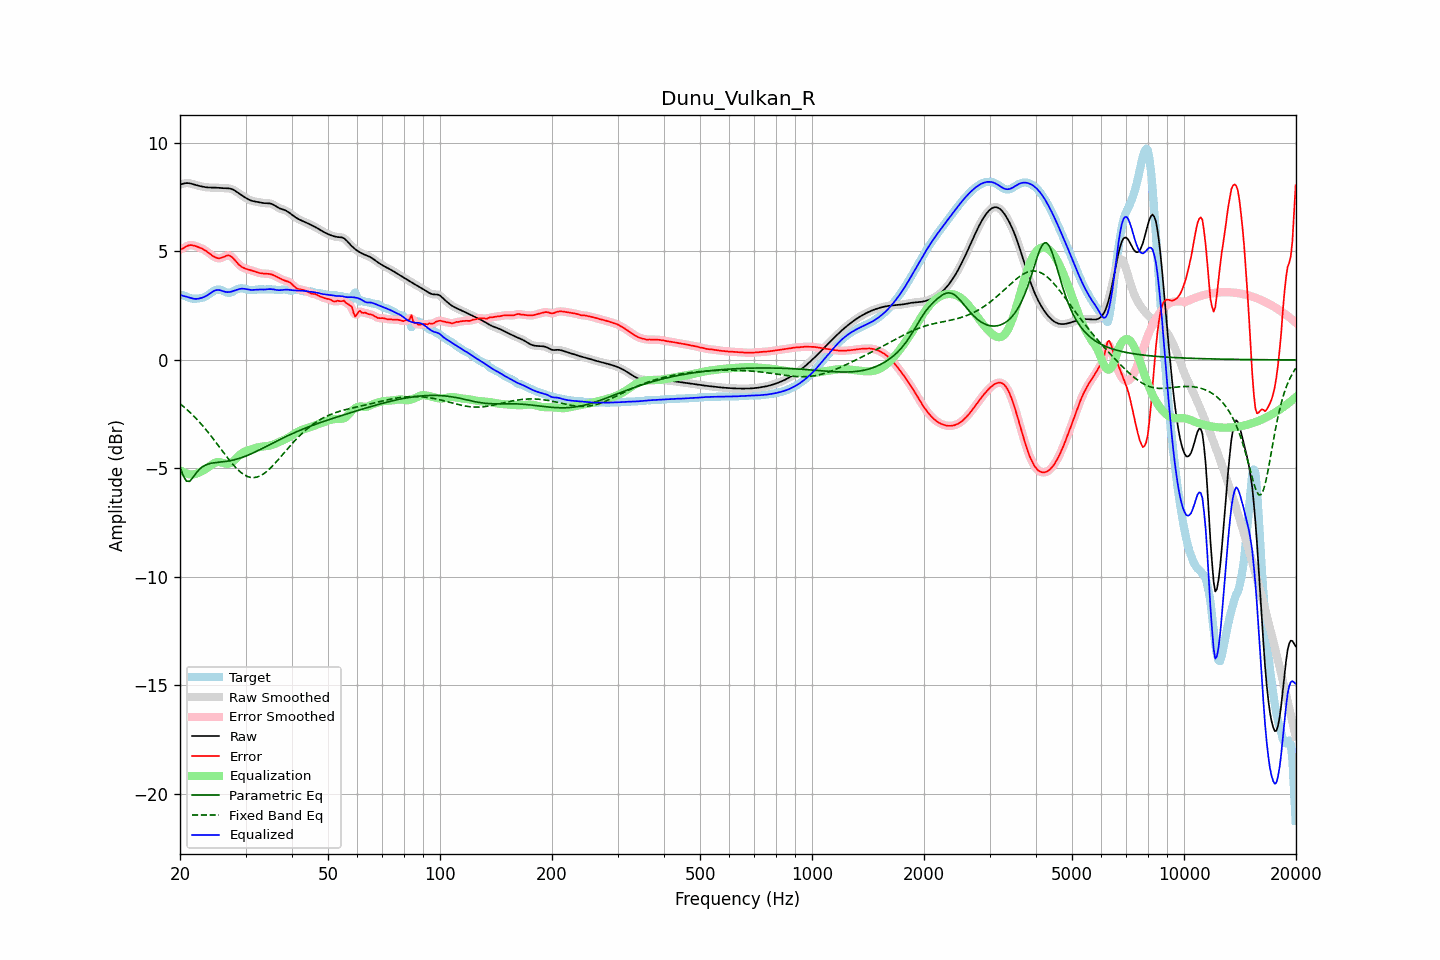 Dunu_Vulkan_R
Amplitude (dBr)
10
5
0
−5
−10
−15
−20
Target
Raw Smoothed
Error Smoothed
Raw
Error
Equalization
Parametric Eq
Fixed Band Eq
Equalized
20
50
100
200
500
1000
2000
5000
10000
20000
Frequency (Hz)